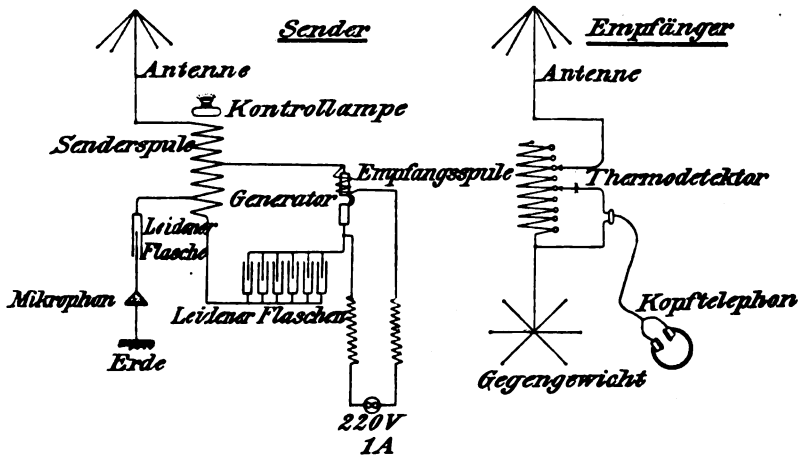 Sender
Antenne
Kontrollampe
Senderspule
Generator
Leidener
Flasche
Mikrophon
Leidener Flaschen
Erde
220V
1A
Empfänger
Antenne
Empfangsspule
Thermodetektor
Kopftelephon
Gegengewicht